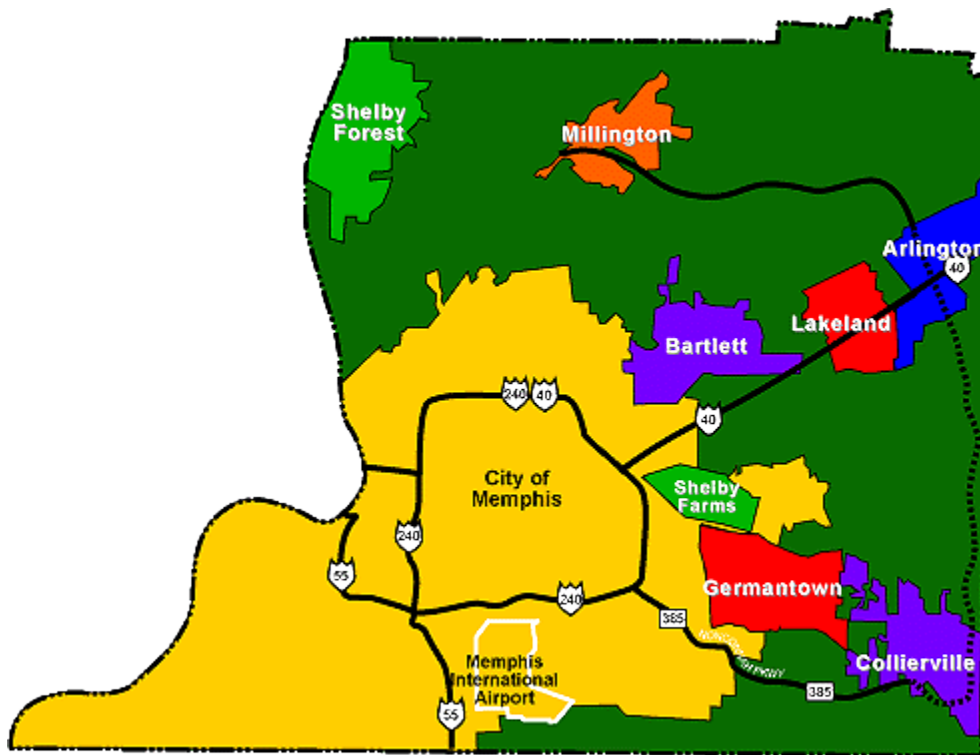 Shelby
Forest
Millington
Arlington
40
Lakeland
Bartlett
240
40
40
City of
Memphis
Shelby
Farms
240
55
240
Germantown
385
Collierville
Memphis
International
Airport
385
55